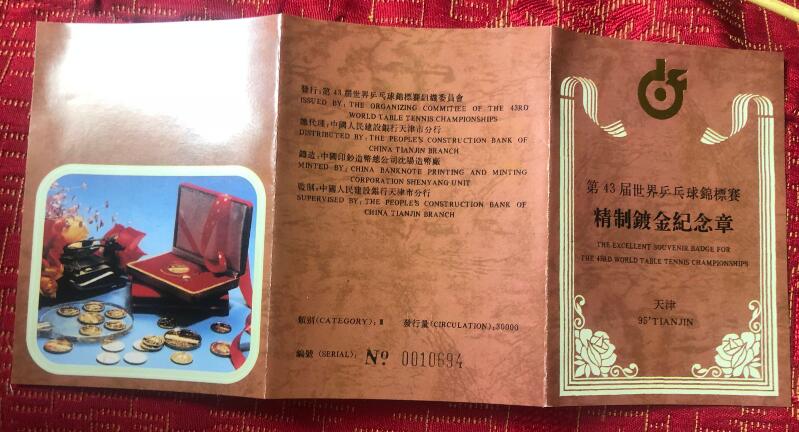 發行:第43屆世界乒乓球錦標賽組織委員會
ISSUED BY: THE ORGANIZING COMMITIEE OF THE 43RD
WORLD TABLE TENNIS CHAMPIONSHIPS
總代理:中國人民建設銀行天津市分行
DISTRIBUTED BY: THE PEOPLE'S CONSTRUCTION BANK OF
CHINA TIANJIN BRANCH
鑄造:中國印鈔造幣總公司沈陽造幣廠
MINTED BY: CHINA BANKNOTE PRINTING AND MINTING
CORPORATION SHENYANG UNIT
監制:中國人民建設銀行天津市分行
SUPERVISED BY: THE PEOPLE'S CONSTRUCTION BANK OF
CHINA TIANJIN BRANCH
類别(CATEGORY): 發行量(CIRCULATION):30000
編號 (SERIAL): No 0010694
第 43 届世界乒乓球錦標賽
精制鍍金紀念章
THE EXCELLENT SOUVENIR BADGE FOR
THE 43RD WORLD TABLE TENNIS CHAMPIONSHIPS
天津
95'TIANJIN